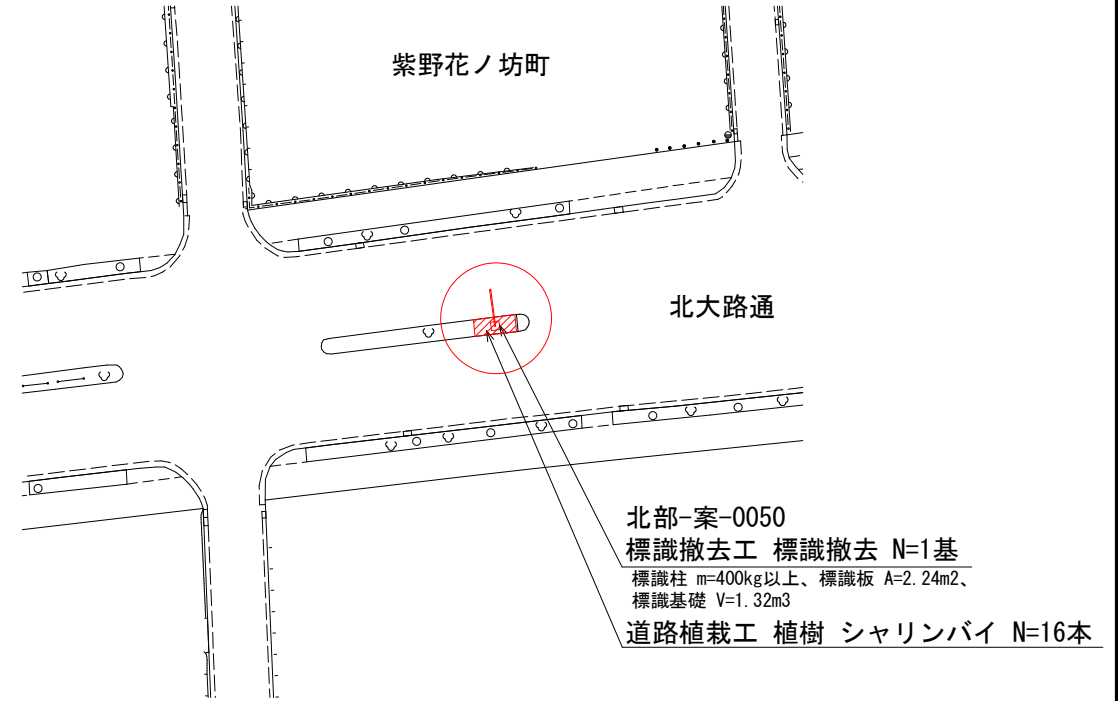 紫野花ノ坊町
北大路通
北部-案-0050
標識撤去工 標識撤去 N=1基
標識柱 m=400kg以上、標識板 A=2.24m2、
標識基礎 V=1.32m3
道路植栽工 植樹 シャリンバイ N=16本